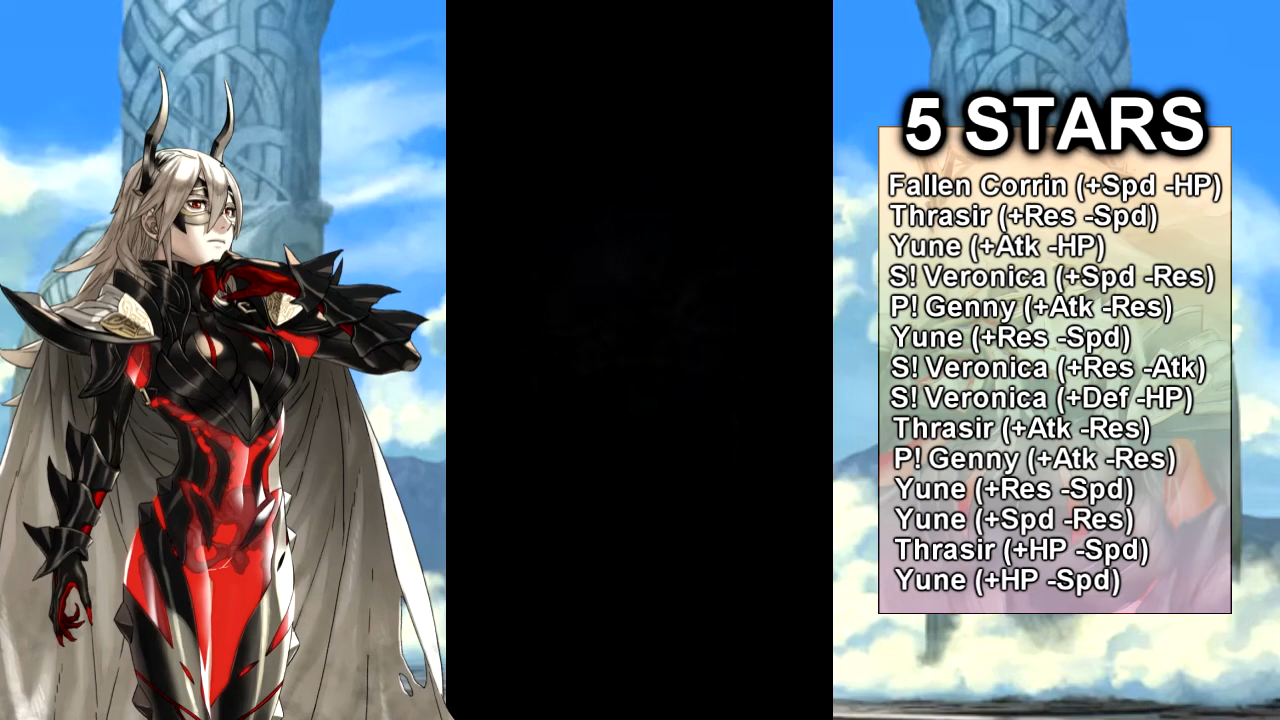 5 STARS
Fallen Corrin (+Spd -HP)
Thrasir (+Res -Spd)
Yune (+Atk -HP)
S! Veronica (+Spd -Res)
P! Genny (+Atk -Res)
Yune (+Res -Spd)
S! Veronica (+Res -Atk)
S! Veronica (+Def -HP)
Thrasir (+Atk -Res)
P! Genny (+Atk -Res)
Yune (+Res -Spd)
Yune (+Spd -Res)
Thrasir (+HP -Spd)
Yune (+HP -Spd)